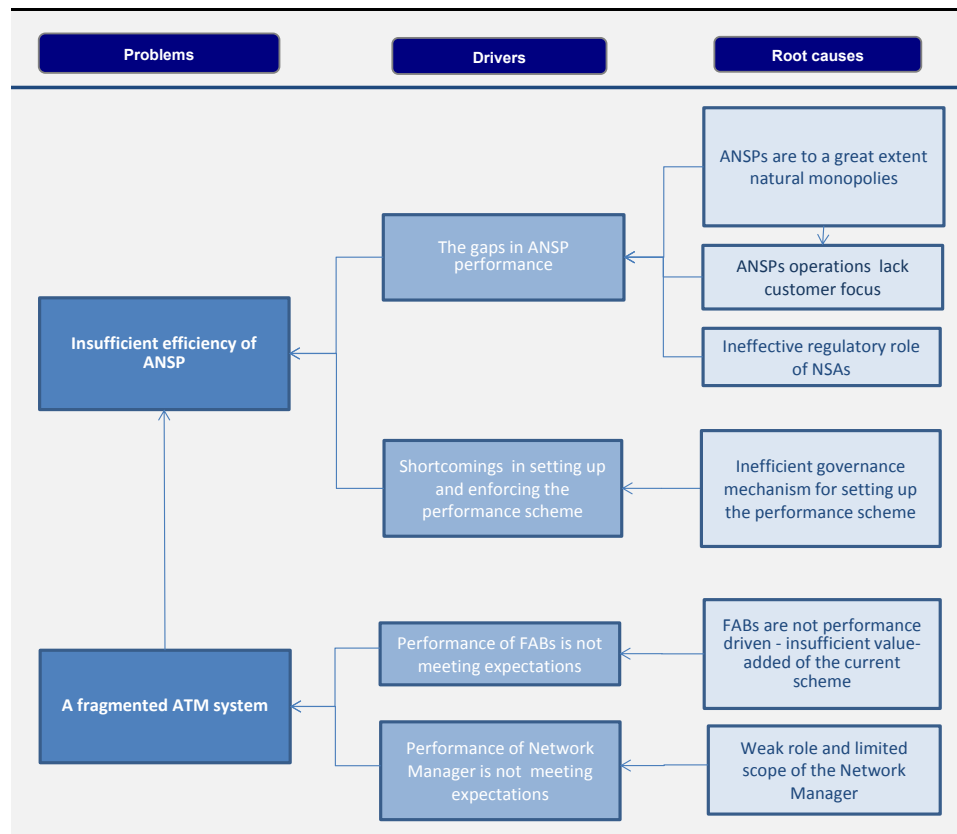 Problems
Drivers
Root causes
ANSPs are to a great extent
natural monopolies
The gaps in ANSP
performance
ANSPs operations lack
customer focus
Insufficient efficiency of
ANSP
Ineffective regulatory role
of NSAs
Shortcomings in setting up
and enforcing the
performance scheme
Inefficient governance
mechanism for setting up
the performance scheme
Performance of FABs is not
meeting expectations
FABs are not performance
driven - insufficient value-
added of the current
scheme
A fragmented ATM system
Performance of Network
Manager is not meeting
expectations
Weak role and limited
scope of the Network
Manager